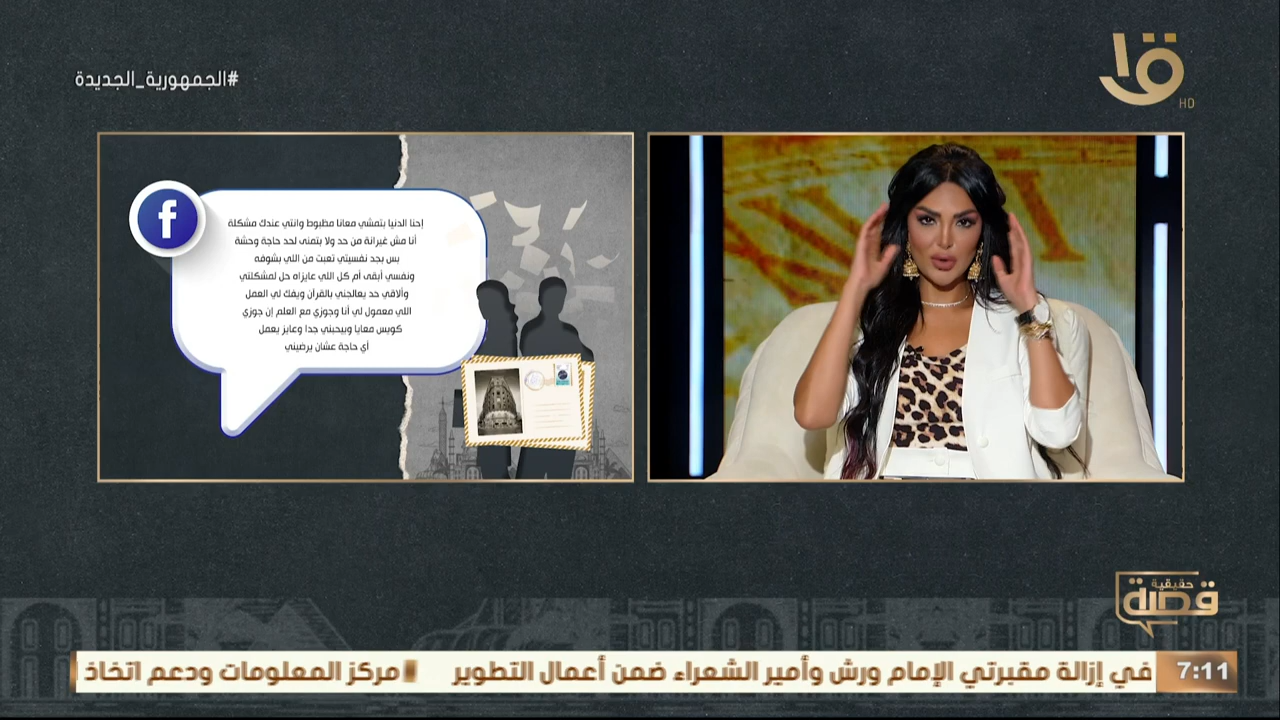 #الجمهورية_الجديدة
HD
f
إحنا الدنيا بتمشي معانا مظبوط وانتي عندك مشكلة
أنا مش غيرانة من حد ولا بتمنى لحد حاجة وحشة
بس بجد نفسيتي تعبت من اللي بشوفه
ونفسي أبقى أم كل اللي عايزاه حل لمشكلتي
وألاقي حد يعالجني بالقرآن ويفك لي العمل
اللي معمول لي أنا وجوزي مع العلم إن جوزي
كويس معايا وبيحبني جدا وعايز يعمل
أي حاجة عشان يرضيني
حقيقية
قصة
7:11
في إزالة مقبرتي الإمام ورش وأمير الشعراء ضمن أعمال التطوير
مركز المعلومات ودعم اتخاذ